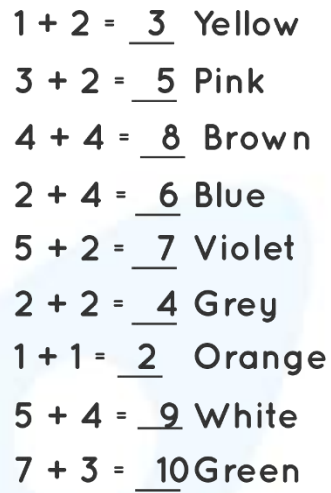 1 + 2 = 3 Yellow
3 + 2 = 5 Pink
4 + 4 = 8 Brown
2 + 4 = 6 Blue
5 + 2 = 7 Violet
2 + 2 = 4 Grey
1 + 1 = 2 Orange
5 + 4 = 9 White
7 + 3 = 10 Green